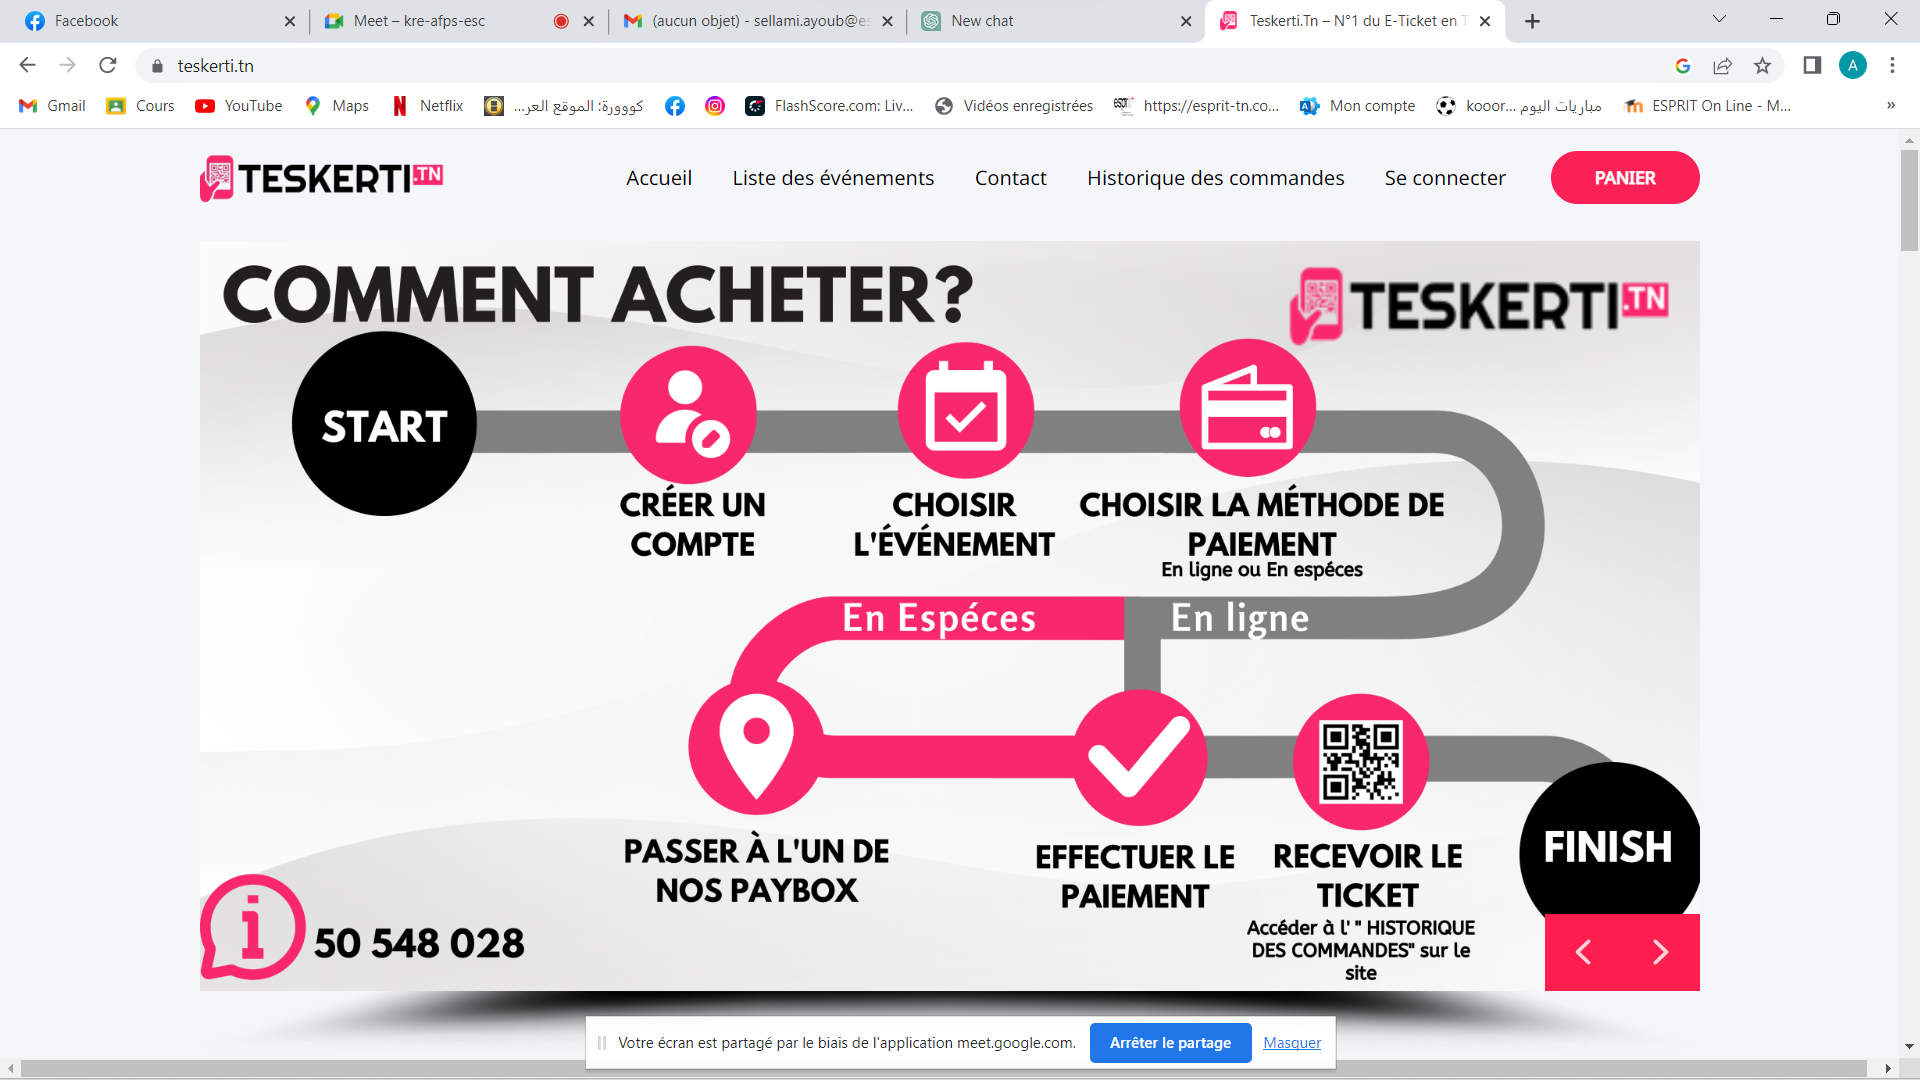 Facebook
Meet – kre-afps-esc
(aucun objet) - sellami.ayoub@es
New chat
Teskerti.Tn – N°1 du E-Ticket en T
teskerti.tn
A
Gmail
Cours
YouTube
Maps
Netflix
كووورة: الموقع العر...
FlashScore.com: Liv...
Vidéos enregistrées
https://esprit-tn.co...
Mon compte
مباريات اليوم kooor...
ESPRIT On Line - M...
»
TESKERTI.TN
Accueil
Liste des événements
Contact
Historique des commandes
Se connecter
PANIER
COMMENT ACHETER?
TESKERTI.TN
START
CRÉER UN
COMPTE
CHOISIR
L'ÉVÉNEMENT
CHOISIR LA MÉTHODE DE
PAIEMENT
En ligne ou En espéces
En Espéces
En ligne
PASSER À L'UN DE
NOS PAYBOX
EFFECTUER LE
PAIEMENT
RECEVOIR LE
TICKET
Accéder à l' " HISTORIQUE
DES COMMANDES" sur le
site
FINISH
i
50 548 028
Votre écran est partagé par le biais de l'application meet.google.com.
Arrêter le partage
Masquer